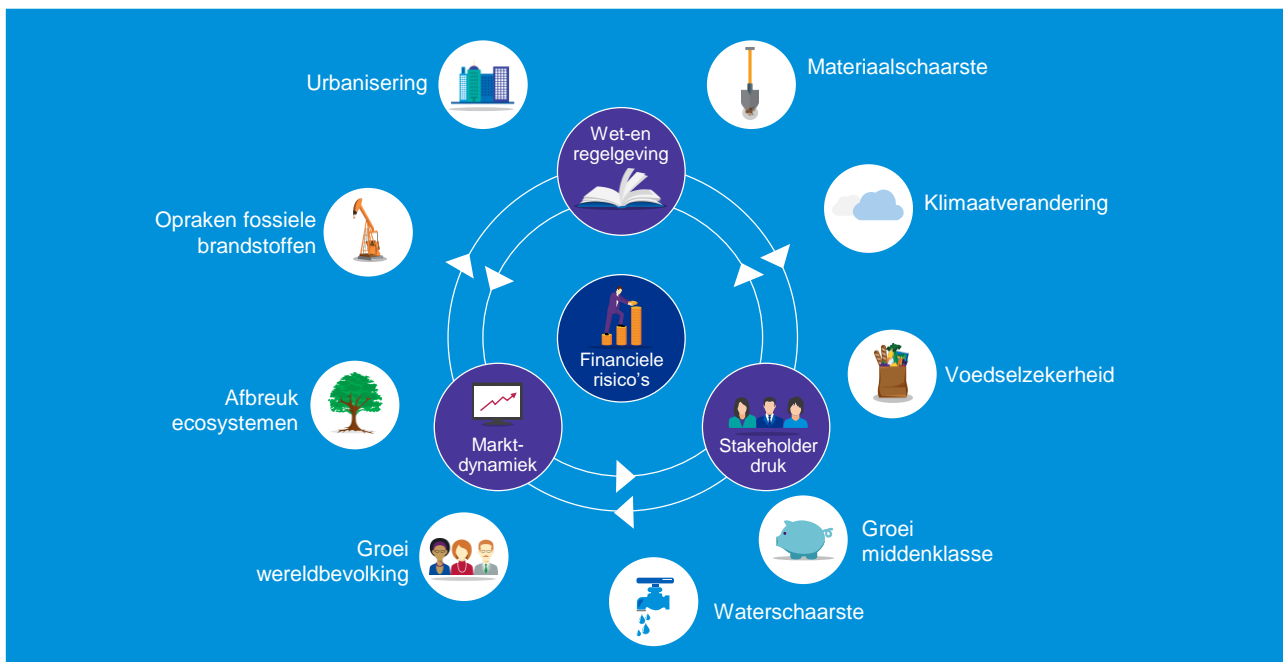 Urbanisering
Materiaalschaarste
Wet-en
regelgeving
Opraken fossiele
brandstoffen
Klimaatverandering
Financiele
risico's
Afbreuk
ecosystemen
Voedselzekerheid
Markt-
dynamiek
Stakeholder
druk
Groei
wereldbevolking
Groei
middenklasse
Waterschaarste